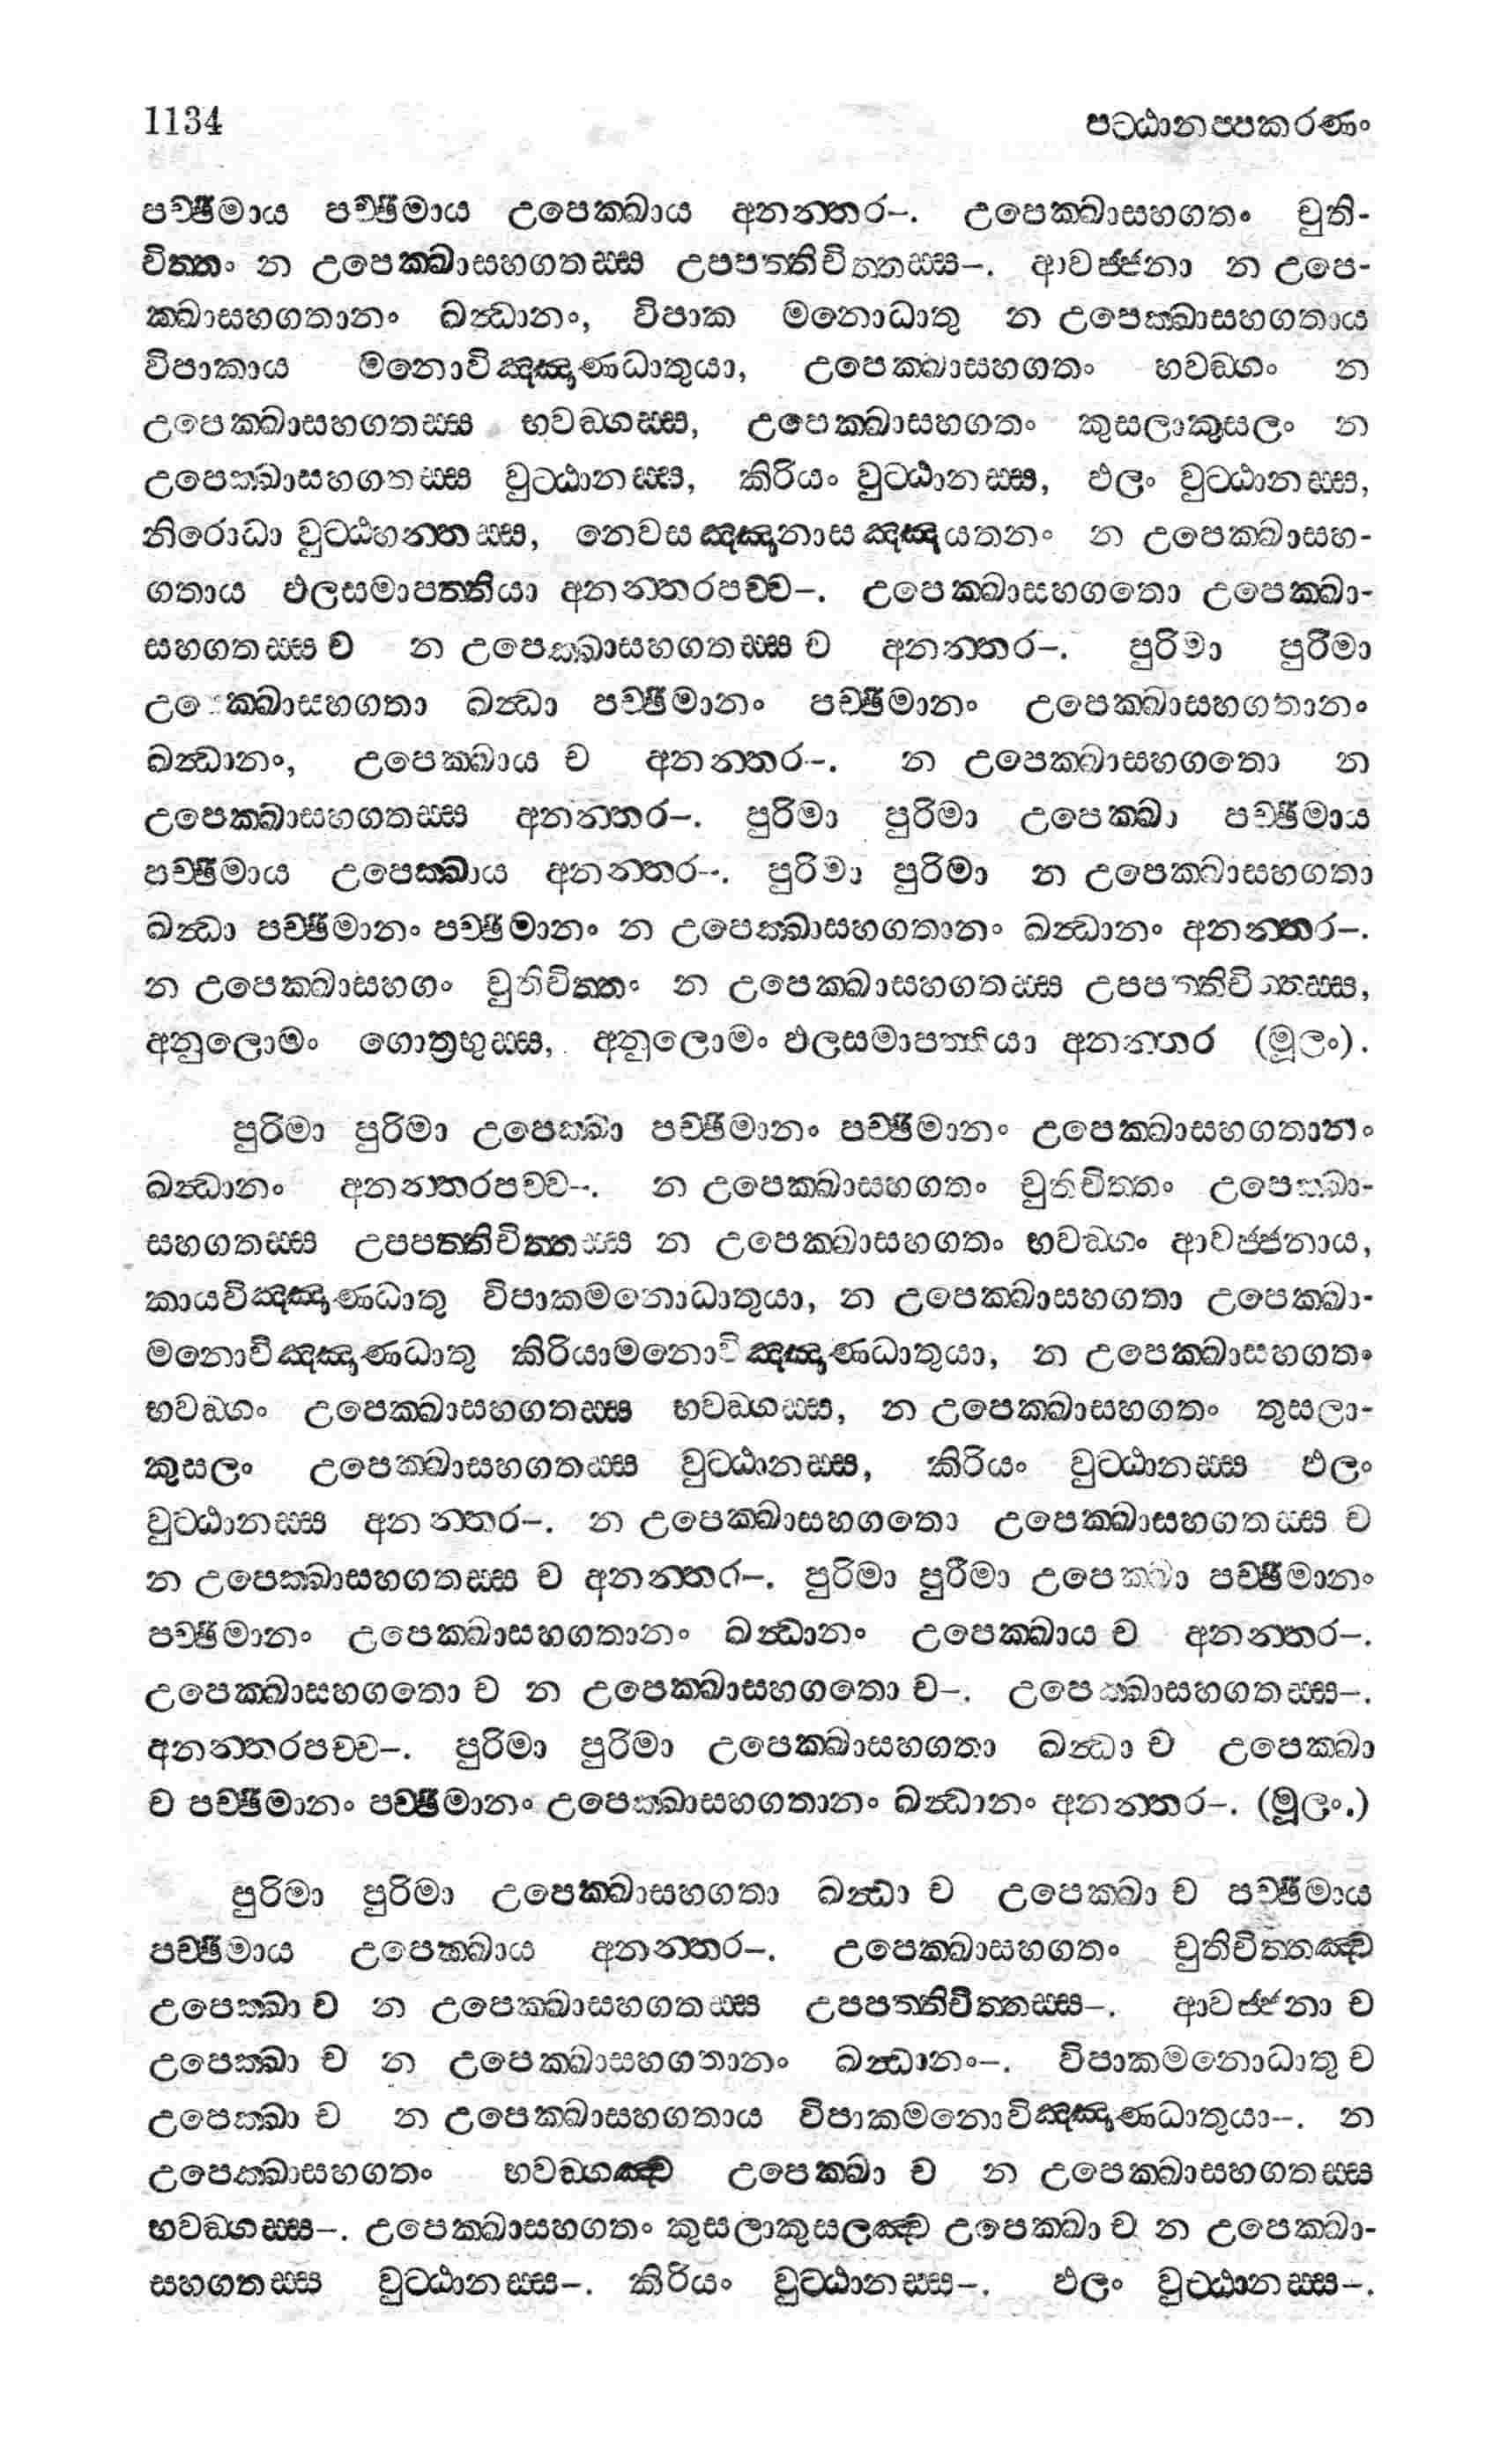 1134 පට්ඨානප්පකරණං
පච්ඡිමාය පච්ඡිමාය උපෙක්ඛාය අනන්තර–. උපෙක්ඛාසහගතං චුති-
චිත්තං න උපෙක්ඛාසහගතස්ස උපපත්තිචිත්තස්ස–. ආවජ්ජනා න උපෙ-
ක්ඛාසහගතානං ඛන්ධානං, විපාක මනොධාතු න උපෙක්ඛාසහගතාය
විපාකාය මනොවිඤ්ඤාණධාතුයා, උපෙක්ඛාසහගතං භවඞ්ගං න
උපෙක්ඛාසහගතස්ස භවඞ්ගස්ස, උපෙක්ඛාසහගතං කුසලාකුසලං න
උපෙක්ඛාසහගතස්ස වුට්ඨානස්ස, කිරියං වුට්ඨානස්ස, ඵලං වුට්ඨානස්ස,
නිරොධා වුට්ඨහන්තස්ස, නෙවසඤ්ඤානාසඤ්ඤායතනං න උපෙක්ඛාසහ-
ගතාය ඵලසමාපත්තියා අනන්තරපච්ච–. උපෙක්ඛාසහගතො උපෙක්ඛා-
සහගතස්ස ච න උපෙක්ඛාසහගතස්ස ච අනන්තර–. පුරිමා පුරිමා
උපෙක්ඛාසහගතා ඛන්ධා පච්ඡිමානං පච්ඡිමානං උපෙක්ඛාසහගතානං
ඛන්ධානං, උපෙක්ඛාය ච අනන්තර–. න උපෙක්ඛාසහගතො න
උපෙක්ඛාසහගතස්ස අනන්තර–. පුරිමා පුරිමා උපෙක්ඛා පච්ඡිමාය
පච්ඡිමාය උපෙක්ඛාය අනන්තර–. පුරිමා පුරිමා න උපෙක්ඛාසහගතා
ඛන්ධා පච්ඡිමානං පච්ඡිමානං න උපෙක්ඛාසහගතානං ඛන්ධානං අනන්තර–.
න උපෙක්ඛාසහගං චුතිචිත්තං න උපෙක්ඛාසහගතස්ස උපපත්තිචිත්තස්ස,
අනුලොමං ගොත්‍රභුස්ස, අනුලොමං ඵලසමාපත්තියා අනන්තර (මූලං).
පුරිමා පුරිමා උපෙක්ඛා පච්ඡිමානං පච්ඡිමානං උපෙක්ඛාසහගතානං
ඛන්ධානං අනන්තරපච්ච–. න උපෙක්ඛාසහගතං චුතිචිත්තං උපෙක්ඛා-
සහගතස්ස උපපත්තිචිත්තස්ස න උපෙක්ඛාසහගතං භවඞ්ගං ආවජ්ජනාය,
කායවිඤ්ඤාණධාතු විපාකමනොධාතුයා, න උපෙක්ඛාසහගතා උපෙක්ඛා-
මනොවිඤ්ඤාණධාතු කිරියාමනොවිඤ්ඤාණධාතුයා, න උපෙක්ඛාසහගතං
භවඞ්ගං උපෙක්ඛාසහගතස්ස භවඞ්ගස්ස, න උපෙක්ඛාසහගතං තුසලා-
කුසලං උපෙක්ඛාසහගතස්ස වුට්ඨානස්ස, කිරියං වුට්ඨානස්ස ඵලං
වුට්ඨානස්ස අනන්තර–. න උපෙක්ඛාසහගතො උපෙක්ඛාසහගතස්ස ච
න උපෙක්ඛාසහගතස්ස ච අනන්තර–. පුරිමා පුරීමා උපෙක්ඛා පච්ඡිමානං
පච්ඡිමානං උපෙක්ඛාසහගතානං ඛන්ධානං උපෙක්ඛාය ච අනන්තර–.
උපෙක්ඛාසහගතො ච න උපෙක්ඛාසහගතො ච–. උපෙක්ඛාසහගතස්ස–.
අනන්තරපච්ච–. පුරිමා පුරිමා උපෙක්ඛාසහගතා ඛන්ධා ච උපෙක්ඛා
ච පච්ඡිමානං පච්ඡිමානං උපෙක්ඛාසහගතානං ඛන්ධානං අනන්තර–. (මූලං.)
පුරිමා පුරිමා උපෙක්ඛාසහගතා ඛන්ධා ච උපෙක්ඛා ච පච්ඡිමාය
පච්ඡිමාය උපෙක්ඛාය අනන්තර–. උපෙක්ඛාසහගතං චුතිචිත්තඤ්ච
උපෙක්ඛා ච න උපෙක්ඛාසහගතස්ස උපපත්තිචිත්තස්ස–. ආවජ්ජනා ච
උපෙක්ඛා ච න උපෙක්ඛාසහගතානං ඛන්ධානං–. විපාකමනොධාතු ච
උපෙක්ඛා ච න උපෙක්ඛාසහගතාය විපාකමනොවිඤ්ඤාණධාතුයා–. න
උපෙක්ඛාසහගතං භවඞ්ගඤ්ච උපෙක්ඛා ච න උපෙක්ඛාසහගතස්ස
භවඞ්ගස්ස–. උපෙක්ඛාසහගතං කුසලාකුසලඤ්ච උපෙක්ඛා ච න උපෙක්ඛා-
සහගතස්ස වුට්ඨානස්ස–. කිරියං වුට්ඨානස්ස–. ඵලං වුට්ඨානස්ස–.